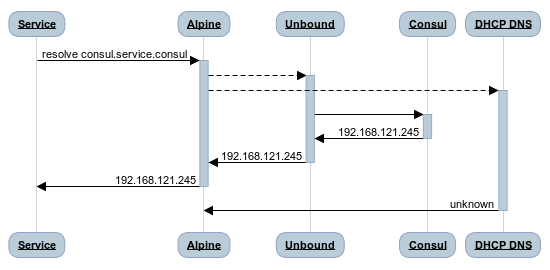 Service Alpine Unbound Consul DHCP DNS
resolve consul.service.consul
192.168.121.245
192.168.121.245
192.168.121.245
unknown
Service Alpine Unbound Consul DHCP DNS